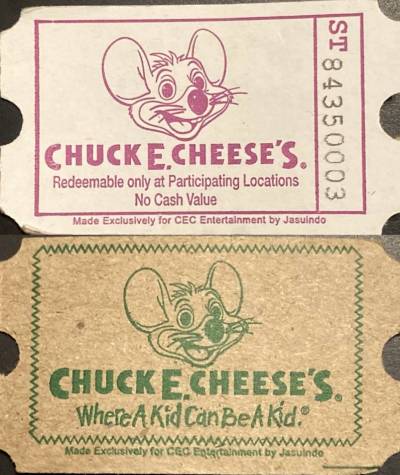 CHUCK E. CHEESE'S®
Redeemable only at Participating Locations
No Cash Value
ST 84350003
Made Exclusively for CEC Entertainment by Jasuindo
CHUCK E. CHEESE'S®
Where A Kid Can Be A Kid.®
Made Exclusively for CEC Entertainment by Jasuindo